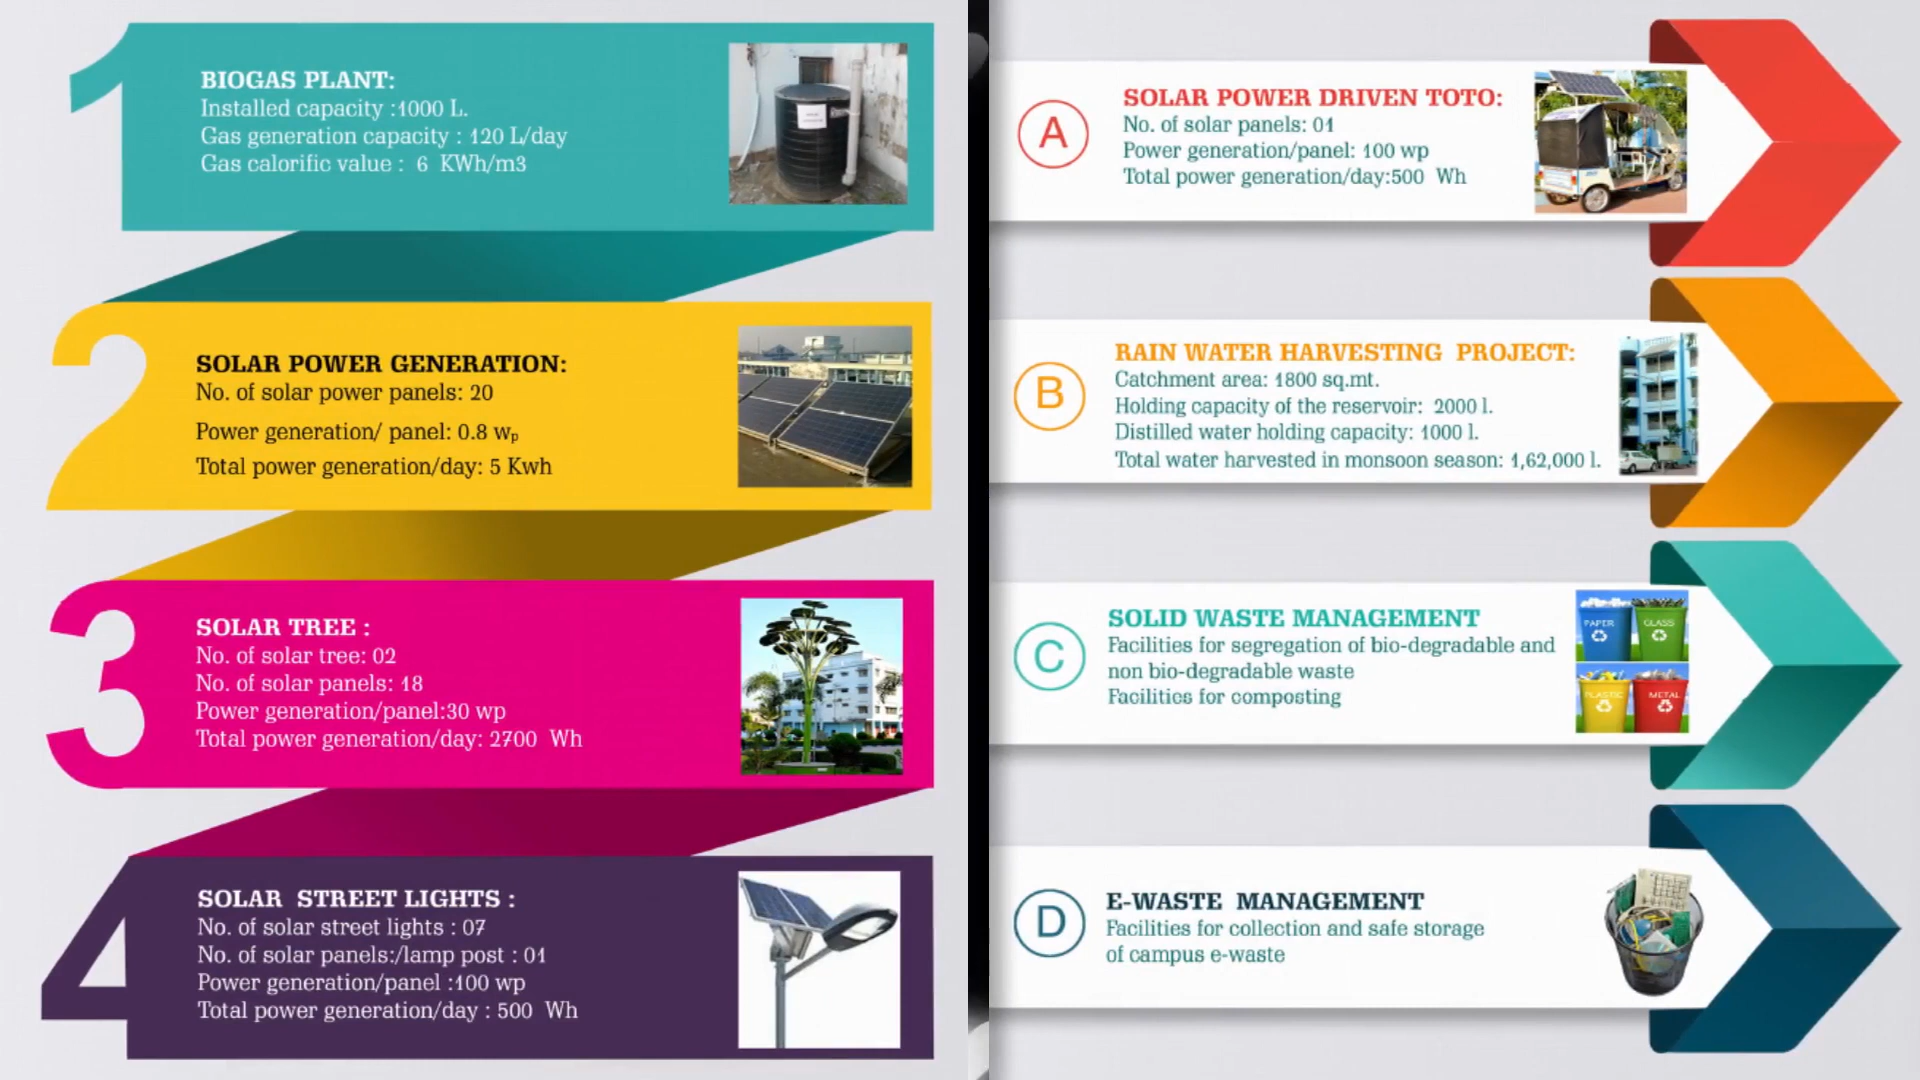 1
BIOGAS PLANT:
Installed capacity :1000 L.
Gas generation capacity : 120 L/day
Gas calorific value : 6 KWh/m3
2
SOLAR POWER GENERATION:
No. of solar power panels: 20
Power generation/ panel: 0.8 wp
Total power generation/day: 5 Kwh
3
SOLAR TREE :
No. of solar tree: 02
No. of solar panels: 18
Power generation/panel:30 wp
Total power generation/day: 2700 Wh
4
SOLAR STREET LIGHTS :
No. of solar street lights : 07
No. of solar panels:/lamp post : 01
Power generation/panel :100 wp
Total power generation/day : 500 Wh
A
SOLAR POWER DRIVEN TOTO:
No. of solar panels: 01
Power generation/panel: 100 wp
Total power generation/day:500 Wh
B
RAIN WATER HARVESTING PROJECT:
Catchment area: 1800 sq.mt.
Holding capacity of the reservoir: 2000 l.
Distilled water holding capacity: 1000 l.
Total water harvested in monsoon season: 1,62,000 l.
C
SOLID WASTE MANAGEMENT
Facilities for segregation of bio-degradable and
non bio-degradable waste
Facilities for composting
PAPER
GLASS
PLASTIC
METAL
D
E-WASTE MANAGEMENT
Facilities for collection and safe storage
of campus e-waste